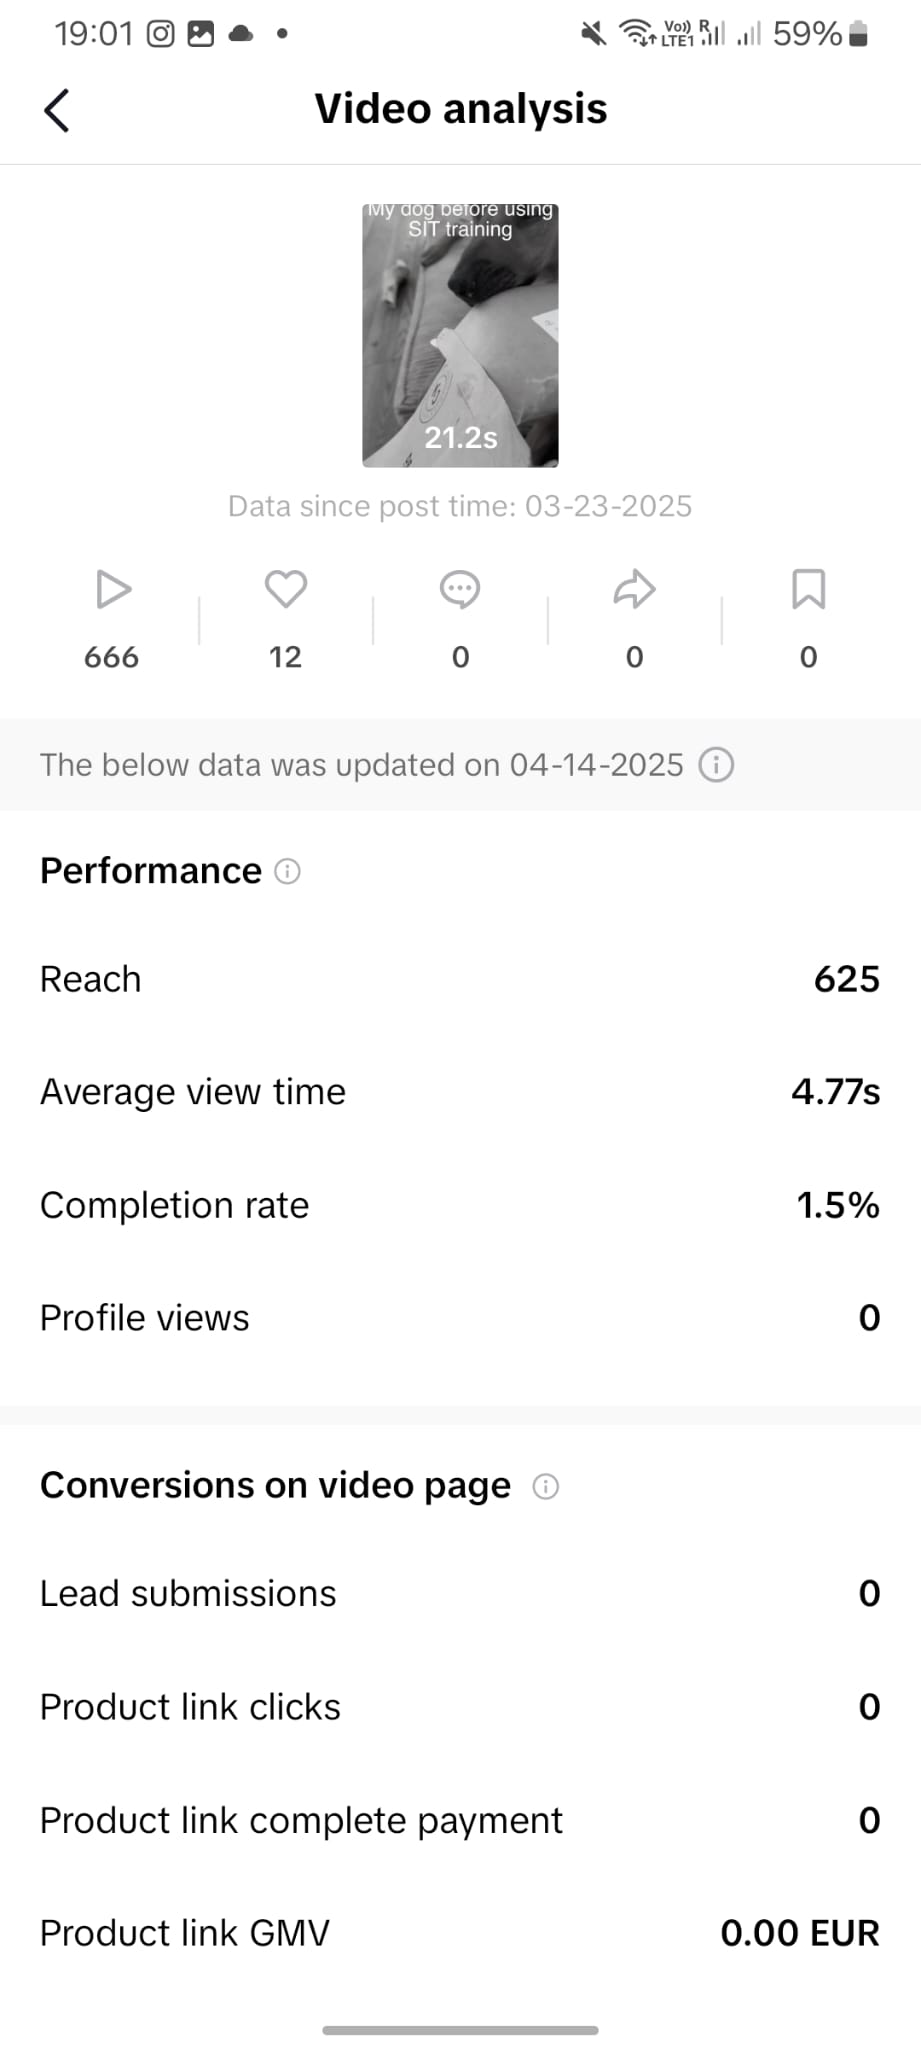 19:01
Vo)) R
LTE1
59%
Video analysis
My dog before using
SIT training
21.2s
Data since post time: 03-23-2025
666
12
0
0
0
The below data was updated on 04-14-2025
Performance
Reach 625
Average view time 4.77s
Completion rate 1.5%
Profile views 0
Conversions on video page
Lead submissions 0
Product link clicks 0
Product link complete payment 0
Product link GMV 0.00 EUR